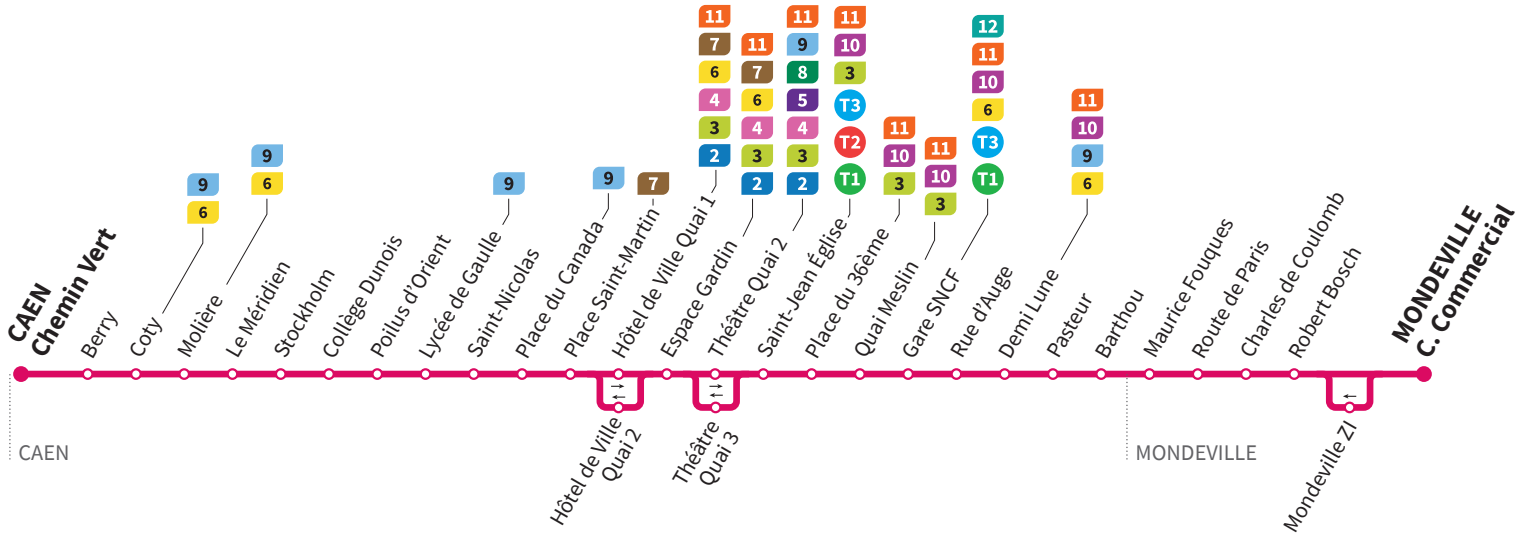 11
7
6
4
3
2
11
7
6
4
3
2
11
9
8
5
4
3
2
11
10
3
T3
T2
T1
11
10
3
11
10
3
12
11
10
6
T3
T1
11
10
9
6
9
6
9
6
9
9
7
CAEN
Chemin Vert
Berry
Coty
Molière
Le Méridien
Stockholm
Collège Dunois
Poilus d'Orient
Lycée de Gaulle
Saint-Nicolas
Place du Canada
Place Saint-Martin
Hôtel de Ville Quai 1
Espace Gardin
Théâtre Quai 2
Saint-Jean Église
Place du 36ème
Quai Meslin
Gare SNCF
Rue d'Auge
Demi Lune
Pasteur
Barthou
Maurice Fouques
Route de Paris
Charles de Coulomb
Robert Bosch
MONDEVILLE
C. Commercial
Hôtel de Ville
Quai 2
Théâtre
Quai 3
Mondeville ZI
CAEN
MONDEVILLE